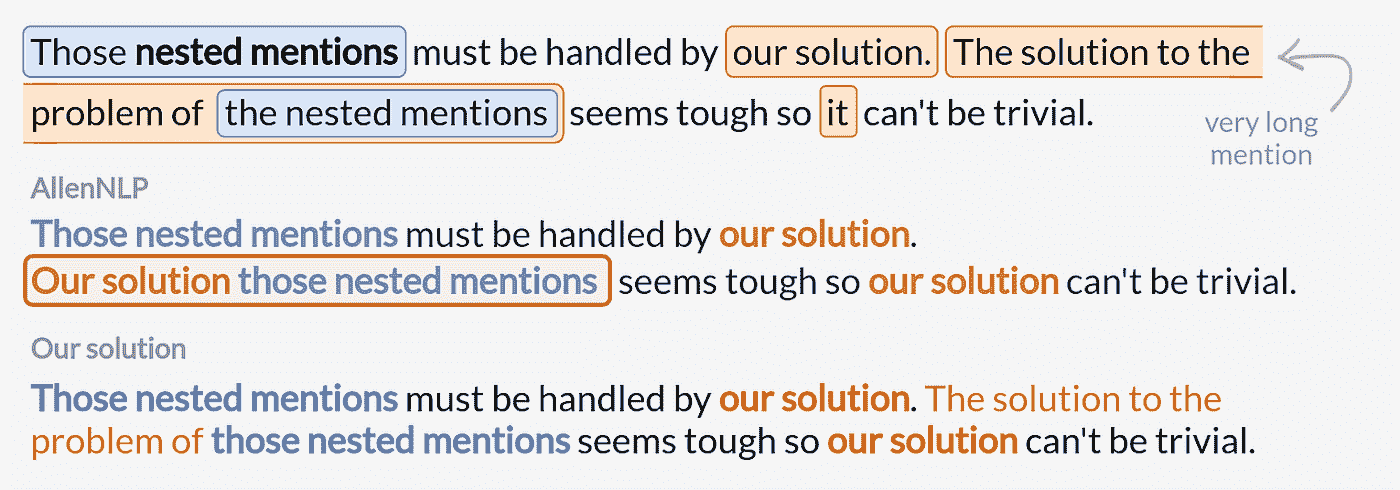 Those nested mentions must be handled by our solution. The solution to the
problem of the nested mentions seems tough so it can't be trivial.
very long
mention
AllenNLP
Those nested mentions must be handled by our solution.
Our solution those nested mentions seems tough so our solution can't be trivial.
Our solution
Those nested mentions must be handled by our solution. The solution to the
problem of those nested mentions seems tough so our solution can't be trivial.